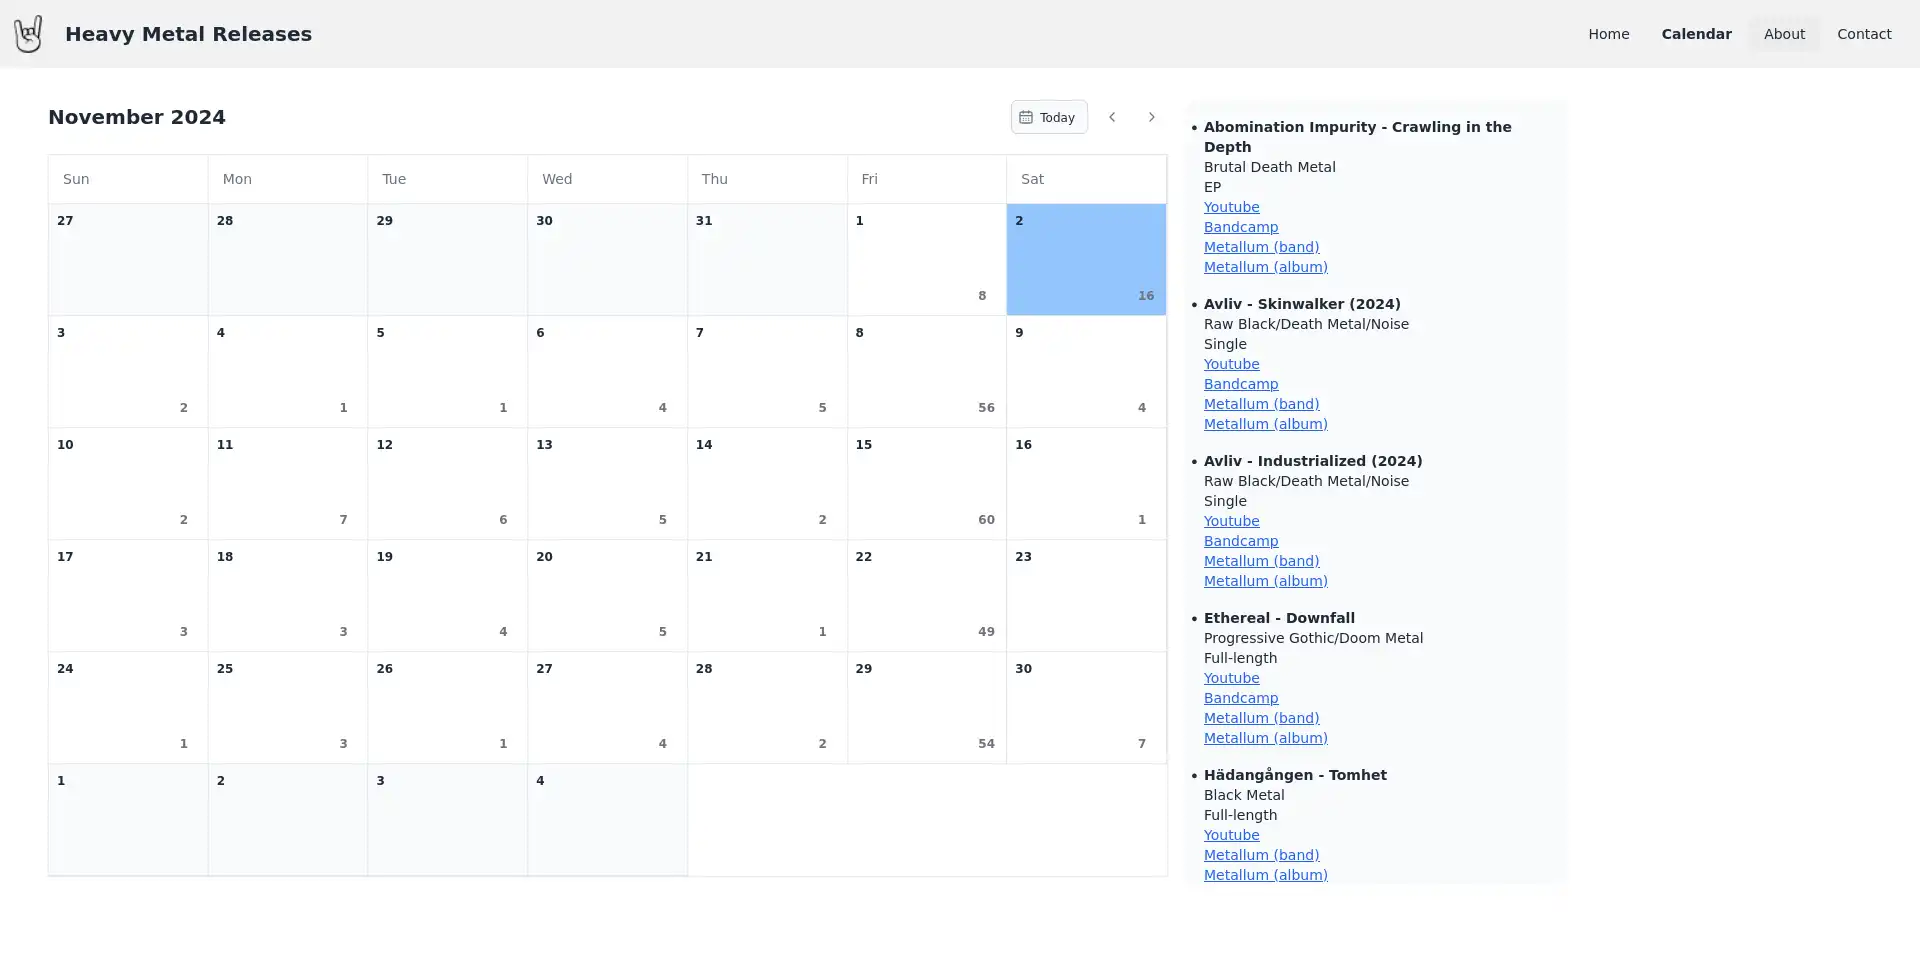 Heavy Metal Releases
Home Calendar About Contact
November 2024
Today
Sun Mon Tue Wed Thu Fri Sat
27 28 29 30 31 1 2
8 16
3 4 5 6 7 8 9
2 1 1 4 5 56 4
10 11 12 13 14 15 16
2 7 6 5 2 60 1
17 18 19 20 21 22 23
3 3 4 5 1 49
24 25 26 27 28 29 30
1 3 1 4 2 54 7
1 2 3 4
• Abomination Impurity - Crawling in the
Depth
Brutal Death Metal
EP
Youtube
Bandcamp
Metallum (band)
Metallum (album)
• Avliv - Skinwalker (2024)
Raw Black/Death Metal/Noise
Single
Youtube
Bandcamp
Metallum (band)
Metallum (album)
• Avliv - Industrialized (2024)
Raw Black/Death Metal/Noise
Single
Youtube
Bandcamp
Metallum (band)
Metallum (album)
• Ethereal - Downfall
Progressive Gothic/Doom Metal
Full-length
Youtube
Bandcamp
Metallum (band)
Metallum (album)
• Hädangången - Tomhet
Black Metal
Full-length
Youtube
Metallum (band)
Metallum (album)